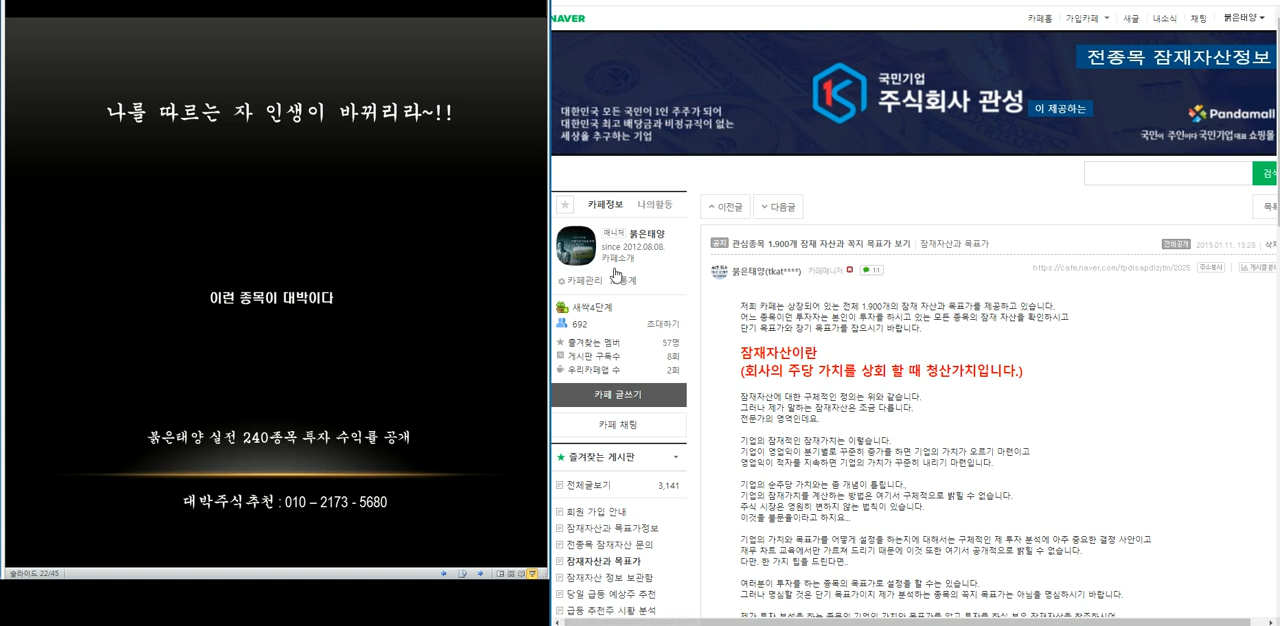 나를 따르는 자 인생이 바뀌리라~!!
이런 종목이 대박이다
붉은태양 실전 240종목 투자 수익률 공개
대박주식추천 : 010 – 2173 - 5680
슬라이드 22/45
NAVER
카페홈 가입카페 새글 내소식 채팅 붉은태양
전종목 잠재자산정보
대한민국 모든 국민이 1인 주주가 되어
대한민국 최고 배당금과 비정규직이 없는
세상을 추구하는 기업
국민기업
주식회사 관성 이 제공하는
Pandamall
국민이 주인이다 국민기업 대표 쇼핑몰
카페정보 나의활동
매니저 붉은태양
since 2012.08.08.
카페소개
카페관리
새싹4단계
692 초대하기
즐겨찾는 멤버 57명
게시판 구독수 8회
우리카페앱 수 2회
카페 글쓰기
카페 채팅
즐겨찾는 게시판
전체글보기 3,141
회원 가입 안내
잠재자산과 목표가정보
전종목 잠재자산 문의
잠재자산과 목표가
잠재자산 정보 보관함
당일 급등 예상주 추천
급등 추천주 시황 분석
이전글 다음글
공지 관심종목 1.900개 잠재 자산과 꼭지 목표가 보기 잠재자산과 목표가 전체공개 2015.01.11. 15:28
붉은태양(tkat****) 카페매니저 1:1 https://cafe.naver.com/fpdlsapdlzjtm/2025 주소복사
저희 카페는 상장되어 있는 전체 1.900개의 잠재 자산과 목표가를 제공하고 있습니다.
어느 종목이던 투자자는 본인이 투자를 하시고 있는 모든 종목의 잠재 자산을 확인하시고
단기 목표가와 장기 목표가를 잡으시기 바랍니다.
잠재자산이란
(회사의 주당 가치를 상회 할 때 청산가치입니다.)
잠재자산에 대한 구체적인 정의는 위와 같습니다.
그러나 제가 말하는 잠재자산은 조금 다릅니다.
전문가의 영역인데요.
기업의 잠재적인 잠재가치는 이렇습니다.
기업이 영업익이 분기별로 꾸준히 증가를 하면 기업의 가치가 오르기 마련이고
영업익이 적자를 지속하면 기업의 가치가 꾸준히 내리기 마련입니다.
기업의 순주당 가치와는 좀 개념이 틀립니다.,
기업의 잠재가치를 계산하는 방법은 여기서 구체적으로 밝힐 수 없습니다.
주식 시장은 영원히 변하지 않는 법칙이 있습니다.
이것을 불문율이라고 하지요...
기업의 가치와 목표가를 어떻게 설정을 하는지에 대해서는 구체적인 제 투자 분석에 아주 중요한 결정 사안이고
재무 차트 교육에서만 가르쳐 드리기 때문에 이것 또한 여기서 공개적으로 밝힐 수 없습니다.
다만. 한 가지 팁을 드린다면..
여러분이 투자를 하는 종목의 목표가로 설정을 할 수는 있습니다.
그러나 명심할 것은 단기 목표가이지 제가 분석하는 종목의 꼭지 목표가는 아님을 명심하시기 바랍니다.